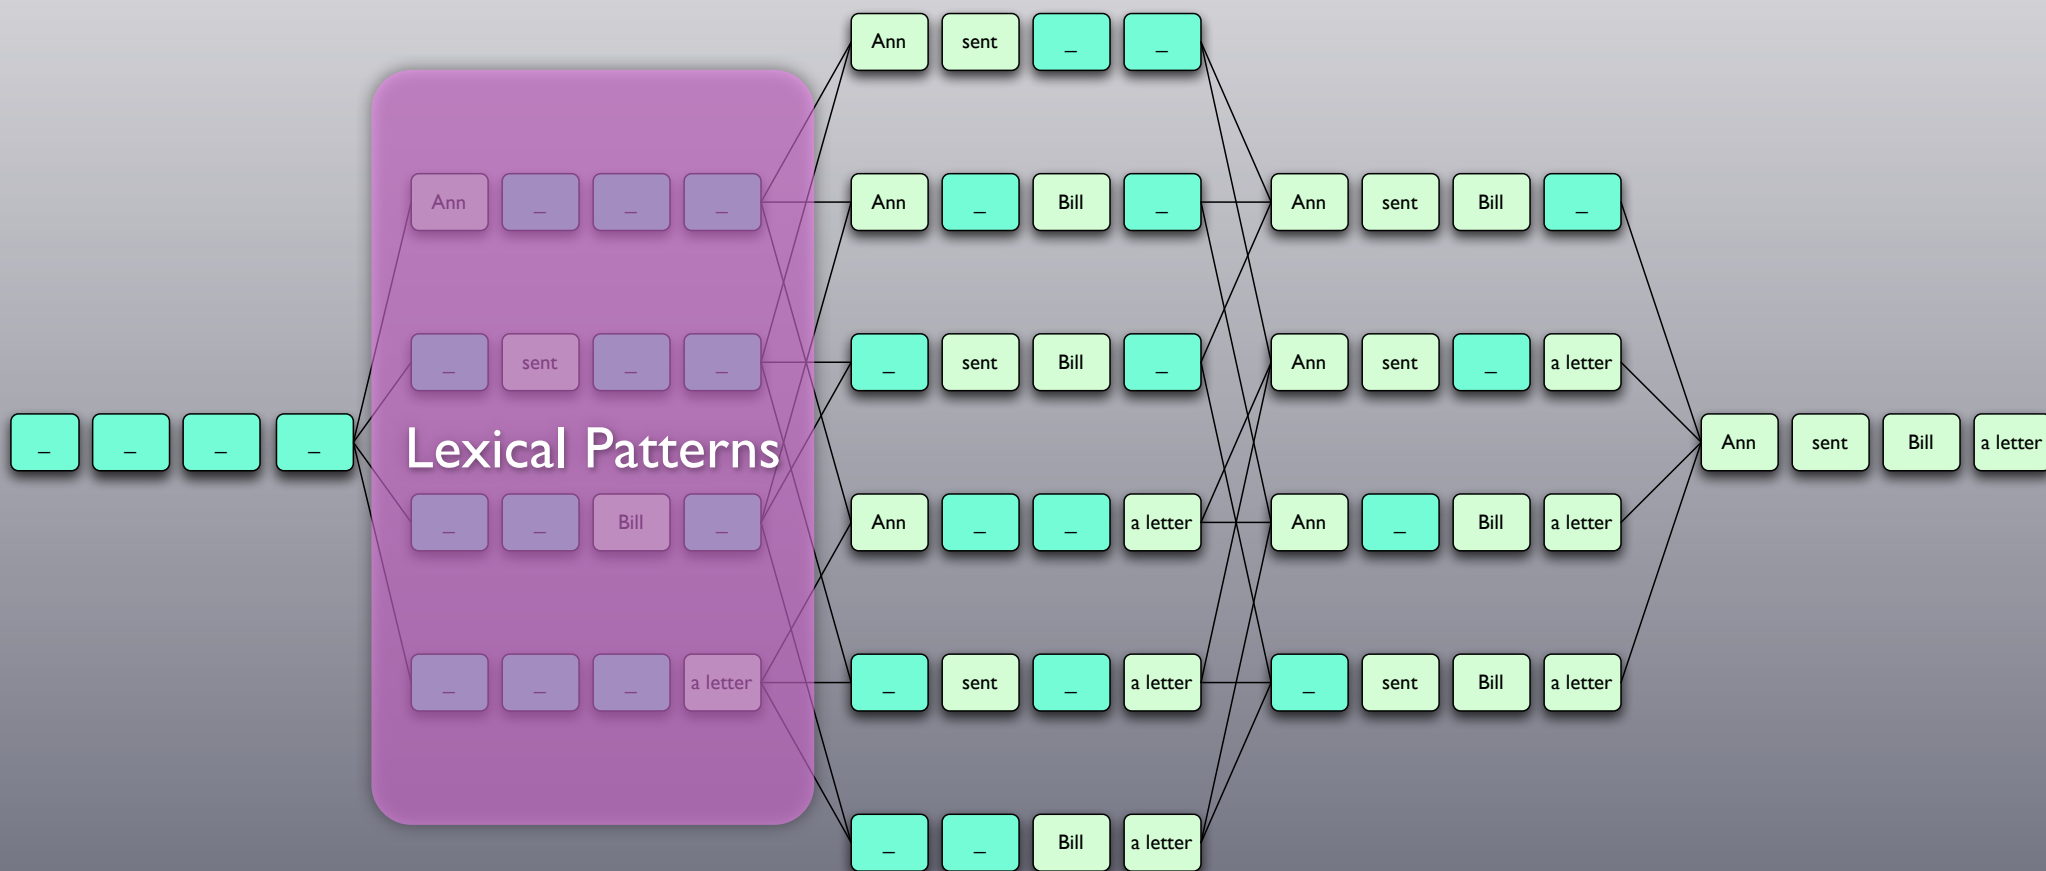 Ann sent _ _
Ann _ _ _
Ann _ Bill _
Ann sent Bill _
_ sent _ _
_ sent Bill _
Ann sent _ a letter
_ _ _ _
Lexical Patterns
Ann sent Bill a letter
_ _ Bill _
Ann _ _ a letter
Ann _ Bill a letter
_ _ _ a letter
_ sent _ a letter
_ sent Bill a letter
_ _ Bill a letter